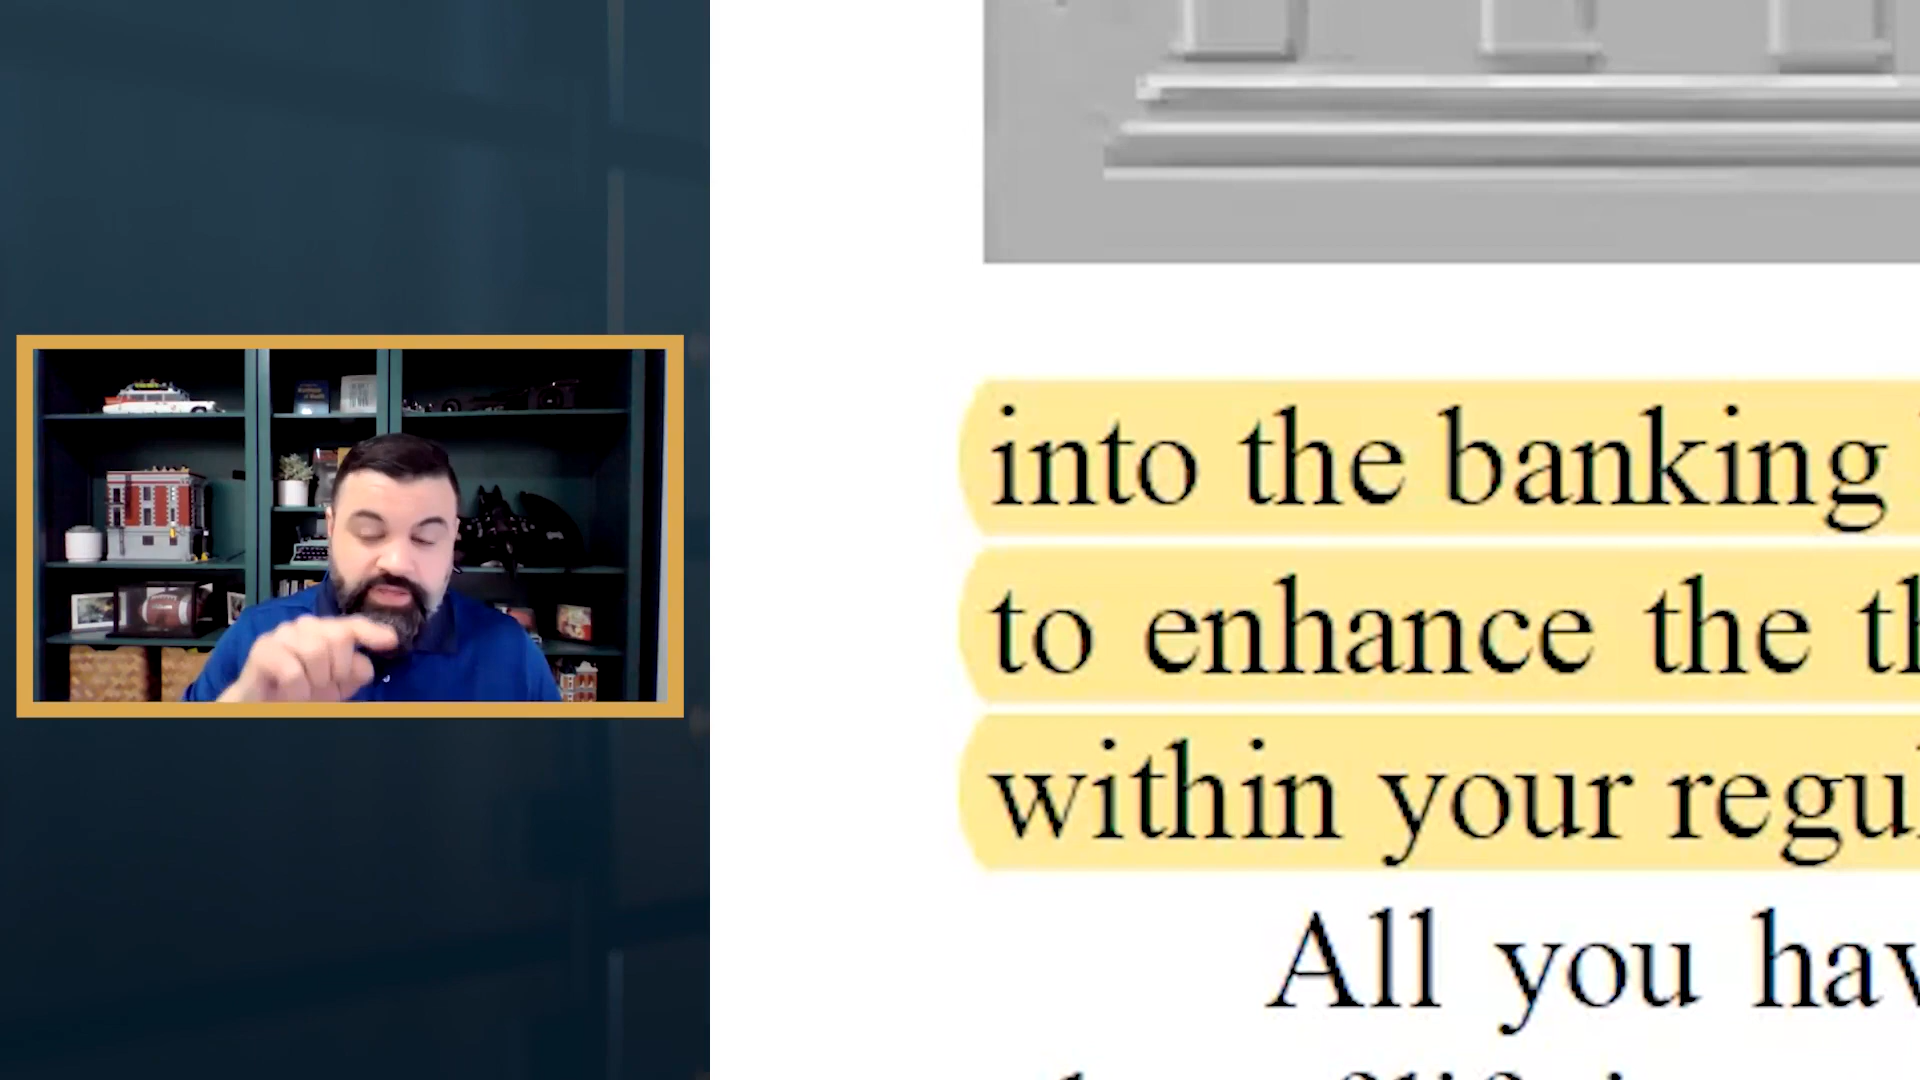 into the banking
to enhance the
within your
All you